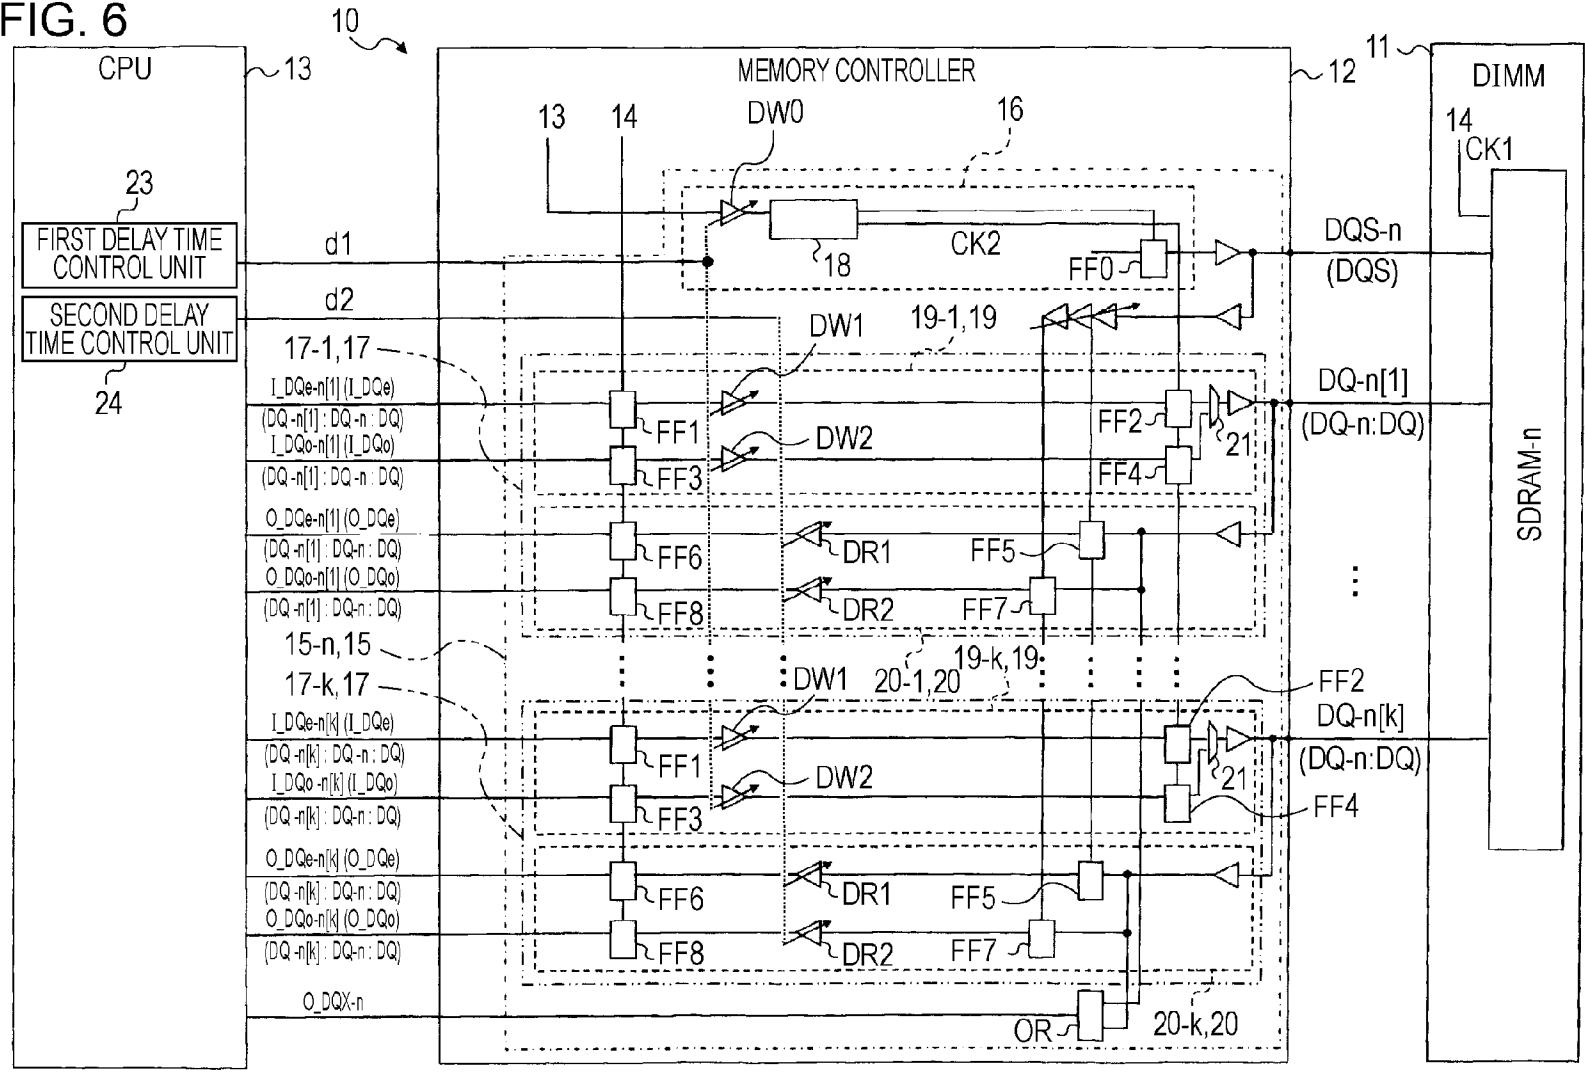 FIG. 6
10
CPU
13
MEMORY CONTROLLER
12
11
DIMM
13
14
DW0
16
14
CK1
23
FIRST DELAY TIME
CONTROL UNIT
d1
18
CK2
FF0
DQS-n
(DQS)
d2
SECOND DELAY
TIME CONTROL UNIT
24
17-1,17
DW1
19-1,19
I_DQe-n[1] (I_DQe)
(DQ-n[1] : DQ-n : DQ)
FF1
FF2
21
DQ-n[1]
(DQ-n:DQ)
I_DQo-n[1] (I_DQo)
(DQ-n[1] : DQ-n : DQ)
FF3
DW2
FF4
SDRAM-n
O_DQe-n[1] (O_DQe)
(DQ-n[1] : DQ-n : DQ)
FF6
DR1
FF5
O_DQo-n[1] (O_DQo)
(DQ-n[1] : DQ-n : DQ)
FF8
DR2
FF7
15-n,15
20-1,20
19-k,19
17-k,17
DW1
FF2
I_DQe-n[k] (I_DQe)
(DQ-n[k] : DQ-n : DQ)
FF1
21
DQ-n[k]
(DQ-n:DQ)
I_DQo-n[k] (I_DQo)
(DQ-n[k] : DQ-n : DQ)
FF3
DW2
FF4
O_DQe-n[k] (O_DQe)
(DQ-n[k] : DQ-n : DQ)
FF6
DR1
FF5
O_DQo-n[k] (O_DQo)
(DQ-n[k] : DQ-n : DQ)
FF8
DR2
FF7
O_DQX-n
OR
20-k,20